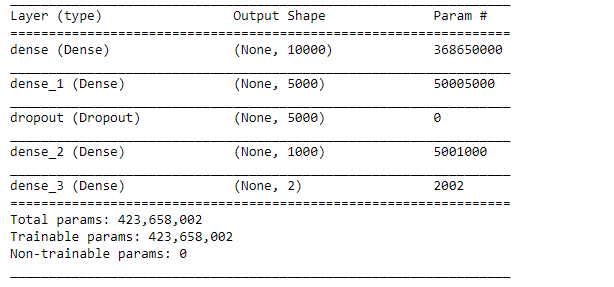 Layer (type) Output Shape Param #
dense (Dense) (None, 10000) 368650000
dense_1 (Dense) (None, 5000) 50005000
dropout (Dropout) (None, 5000) 0
dense_2 (Dense) (None, 1000) 5001000
dense_3 (Dense) (None, 2) 2002
Total params: 423,658,002
Trainable params: 423,658,002
Non-trainable params: 0